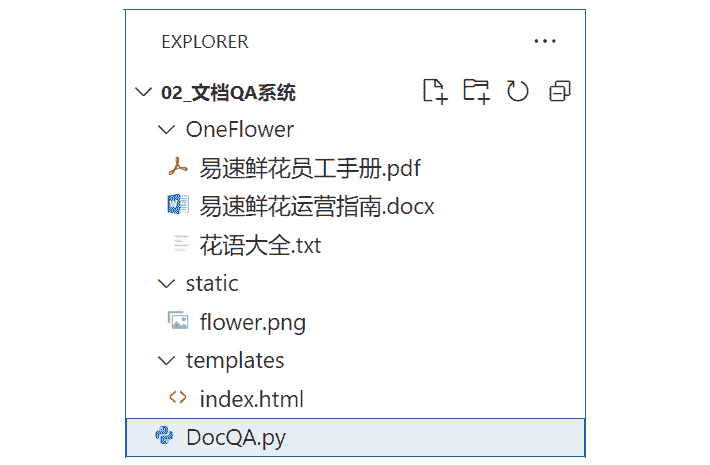 EXPLORER
02_文档QA系统
OneFlower
易速鲜花员工手册.pdf
易速鲜花运营指南.docx
花语大全.txt
static
flower.png
templates
index.html
DocQA.py